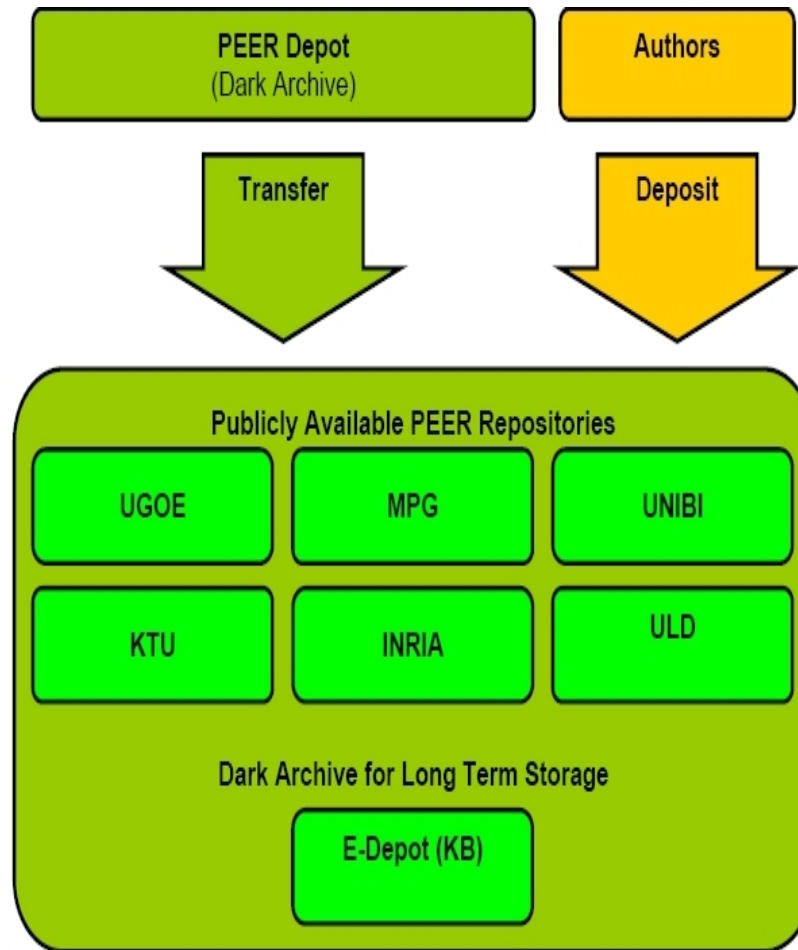 PEER Depot
(Dark Archive)
Authors
Transfer
Deposit
Publicly Available PEER Repositories
UGOE
MPG
UNIBI
KTU
INRIA
ULD
Dark Archive for Long Term Storage
E-Depot (KB)